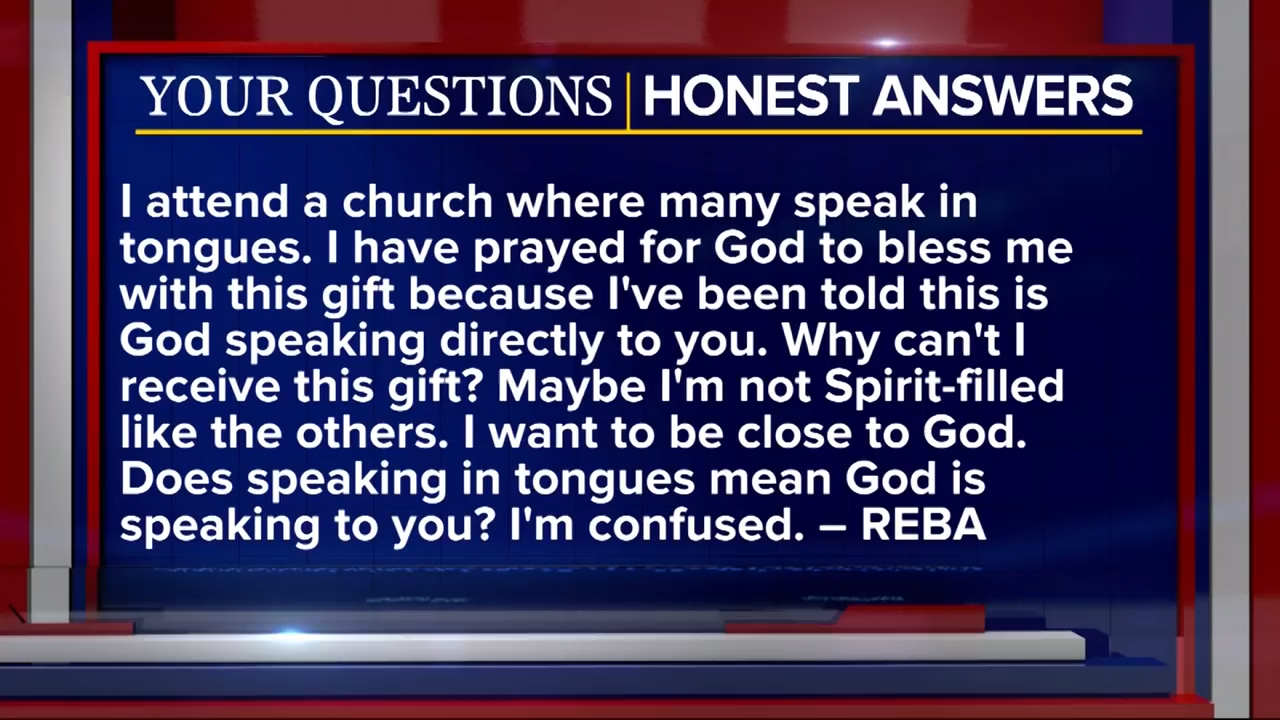 YOUR QUESTIONS | HONEST ANSWERS
I attend a church where many speak in
tongues. I have prayed for God to bless me
with this gift because I've been told this is
God speaking directly to you. Why can't I
receive this gift? Maybe I'm not Spirit-filled
like the others. I want to be close to God.
Does speaking in tongues mean God is
speaking to you? I'm confused. – REBA